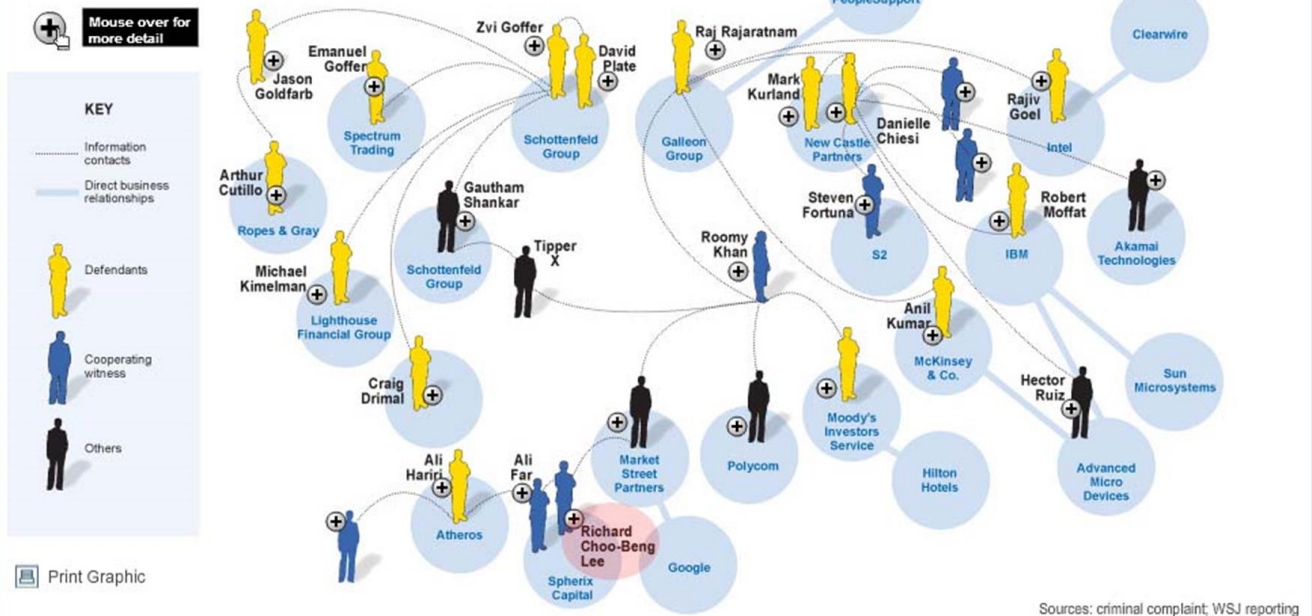 PeopleSupport
Mouse over for
more detail
KEY
Information
contacts
Direct business
relationships
Defendants
Cooperating
witness
Others
Print Graphic
Jason
Goldfarb
Emanuel
Goffer
Spectrum
Trading
Zvi Goffer
David
Plate
Schottenfeld
Group
Raj Rajaratnam
Galleon
Group
Mark
Kurland
New Castle
Partners
Danielle
Chiesi
Rajiv
Goel
Intel
Clearwire
Arthur
Cutillo
Ropes & Gray
Gautham
Shankar
Schottenfeld
Group
Tipper
X
Roomy
Khan
Steven
Fortuna
S2
Robert
Moffat
IBM
Akamai
Technologies
Michael
Kimelman
Lighthouse
Financial Group
Anil
Kumar
McKinsey
& Co.
Sun
Microsystems
Craig
Drimal
Hector
Ruiz
Advanced
Micro
Devices
Moody's
Investors
Service
Hilton
Hotels
Polycom
Market
Street
Partners
Google
Ali
Hariri
Atheros
Ali
Far
Richard
Choo-Beng
Lee
Spherix
Capital
Sources: criminal complaint; WSJ reporting